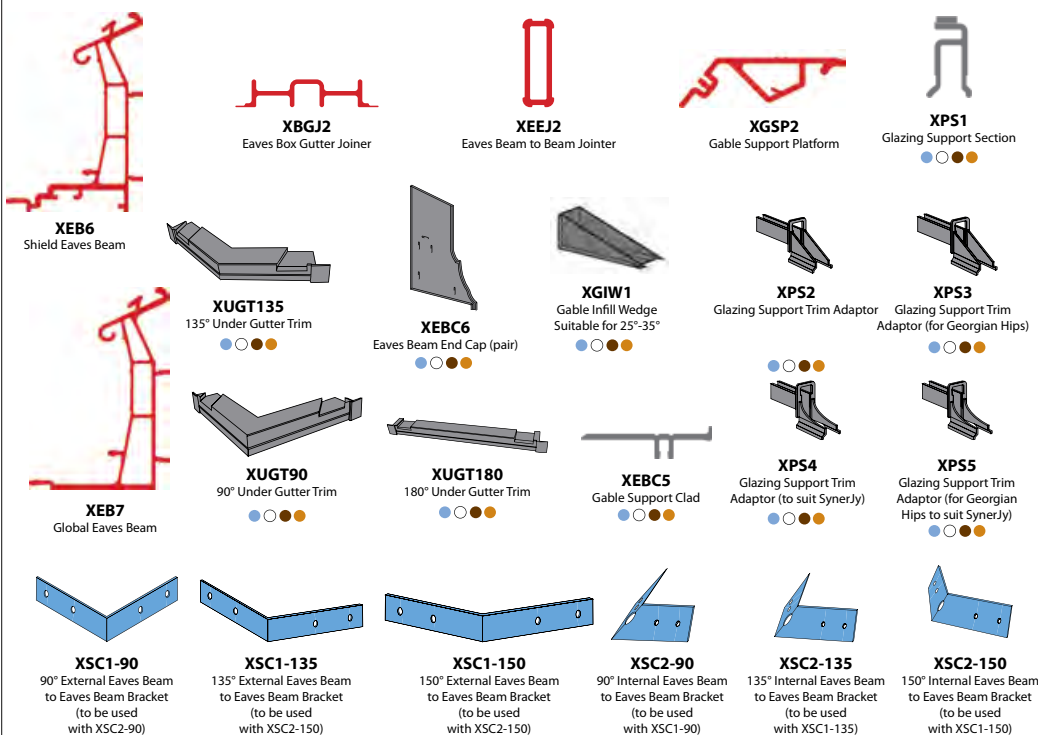 XBGJ2
Eaves Box Gutter Joiner
XEEJ2
Eaves Beam to Beam Jointer
XGSP2
Gable Support Platform
XPS1
Glazing Support Section
XEB6
Shield Eaves Beam
XUGT135
135° Under Gutter Trim
XEBC6
Eaves Beam End Cap (pair)
XGIW1
Gable Infill Wedge
Suitable for 25°-35°
XPS2
Glazing Support Trim Adaptor
XPS3
Glazing Support Trim
Adaptor (for Georgian Hips)
XEB7
Global Eaves Beam
XUGT90
90° Under Gutter Trim
XUGT180
180° Under Gutter Trim
XEBC5
Gable Support Clad
XPS4
Glazing Support Trim
Adaptor (to suit SynerJy)
XPS5
Glazing Support Trim
Adaptor (for Georgian
Hips to suit SynerJy)
XSC1-90
90° External Eaves Beam
to Eaves Beam Bracket
(to be used
with XSC2-90)
XSC1-135
135° External Eaves Beam
to Eaves Beam Bracket
(to be used
with XSC2-150)
XSC1-150
150° External Eaves Beam
to Eaves Beam Bracket
(to be used
with XSC2-150)
XSC2-90
90° Internal Eaves Beam
to Eaves Beam Bracket
(to be used
with XSC1-90)
XSC2-135
135° Internal Eaves Beam
to Eaves Beam Bracket
(to be used
with XSC1-135)
XSC2-150
150° Internal Eaves Beam
to Eaves Beam Bracket
(to be used
with XSC1-150)